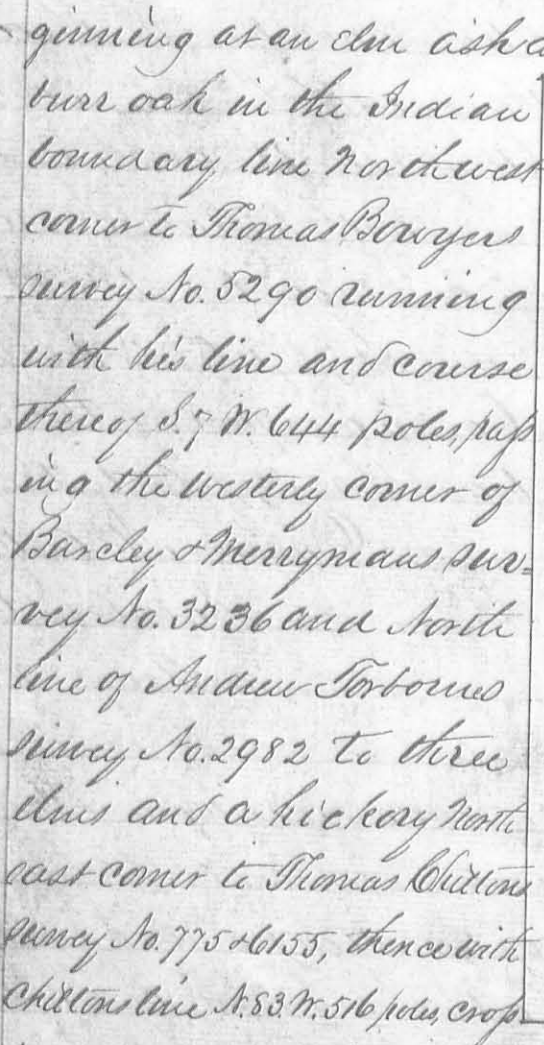 ginning at an elm ash a
burr oak in the Indian
boundary line Northwest
corner to Thomas Bowyers
survey No. 5290 running
with his line and course
thereof S. 7 W. 644 poles, pass
ing the westerly corner of
Barcley & Merrymans sur=
vey No. 3236 and North
line of Andrew Torbornes
survey No. 2982 to three
elms and a hickory North
east corner to Thomas Chiltons
survey No. 775 & 6155, thence with
Chiltons line N. 83. W. 516 poles, cross